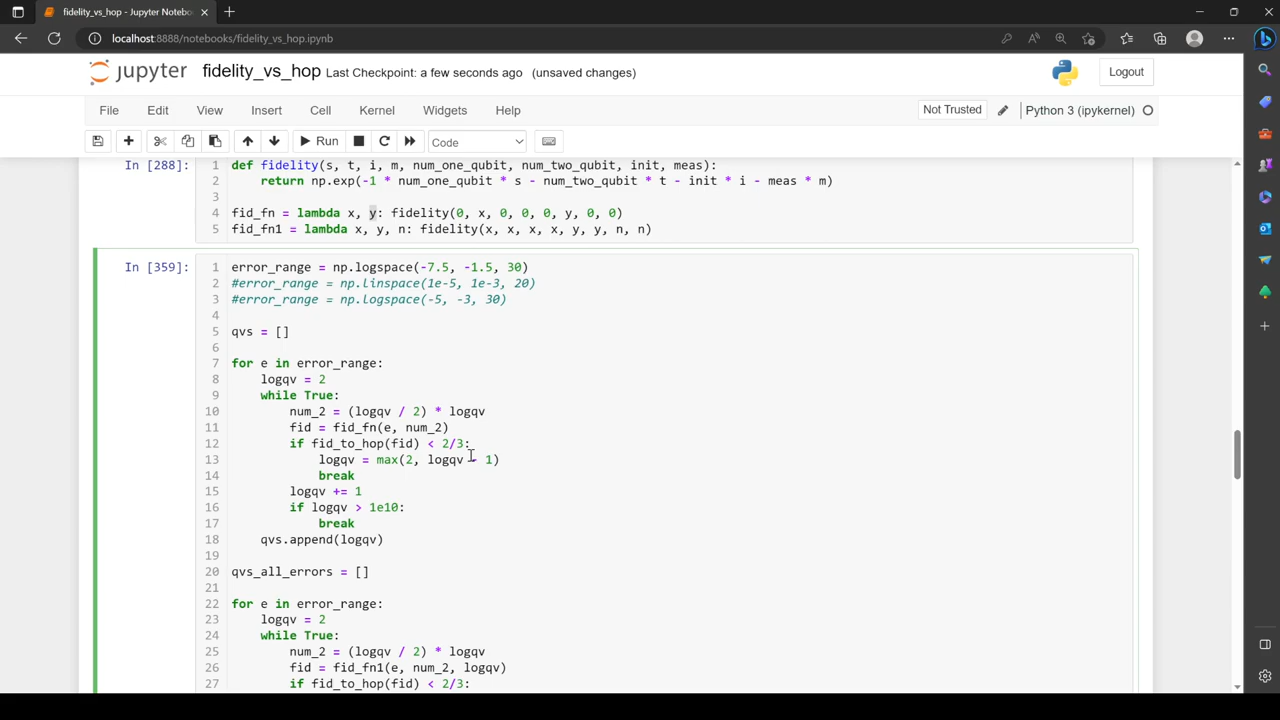 fidelity_vs_hop - Jupyter Notebo
localhost:8888/notebooks/fidelity_vs_hop.ipynb
jupyter fidelity_vs_hop Last Checkpoint: a few seconds ago (unsaved changes)
Logout
File Edit View Insert Cell Kernel Widgets Help
Not Trusted Python 3 (ipykernel)
Run Code
In [288]:
1 def fidelity(s, t, i, m, num_one_qubit, num_two_qubit, init, meas):
2 return np.exp(-1 * num_one_qubit * s - num_two_qubit * t - init * i - meas * m)
3
4 fid_fn = lambda x, y: fidelity(0, x, 0, 0, 0, y, 0, 0)
5 fid_fn1 = lambda x, y, n: fidelity(x, x, x, x, y, y, n, n)
In [359]:
1 error_range = np.logspace(-7.5, -1.5, 30)
2 #error_range = np.linspace(1e-5, 1e-3, 20)
3 #error_range = np.logspace(-5, -3, 30)
4
5 qvs = []
6
7 for e in error_range:
8 logqv = 2
9 while True:
10 num_2 = (logqv / 2) * logqv
11 fid = fid_fn(e, num_2)
12 if fid_to_hop(fid) < 2/3:
13 logqv = max(2, logqv - 1)
14 break
15 logqv += 1
16 if logqv > 1e10:
17 break
18 qvs.append(logqv)
19
20 qvs_all_errors = []
21
22 for e in error_range:
23 logqv = 2
24 while True:
25 num_2 = (logqv / 2) * logqv
26 fid = fid_fn1(e, num_2, logqv)
27 if fid_to_hop(fid) < 2/3: